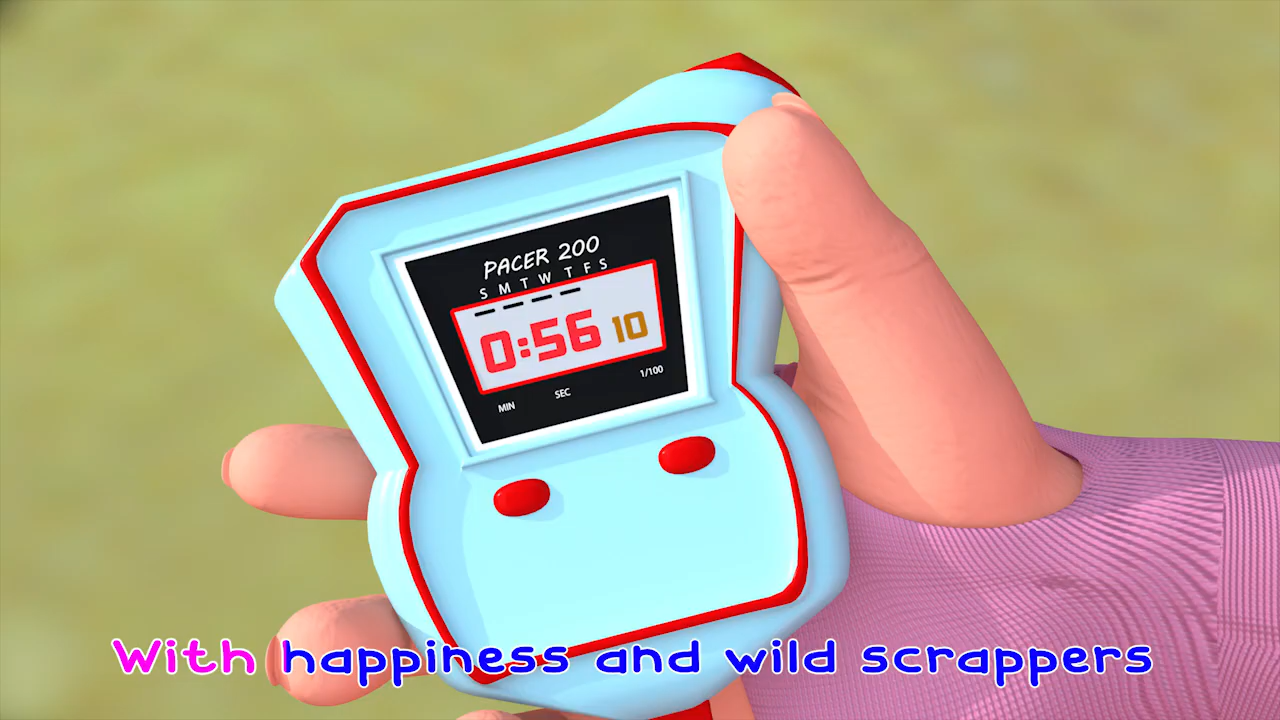 PACER 200
S M T W T F S
0:56 10
MIN SEC 1/100
With happiness and wild scrappers